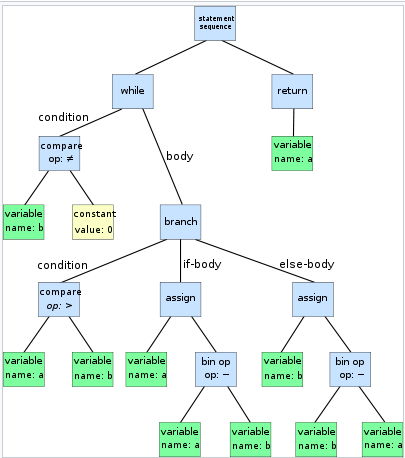 statement
sequence
while
return
condition
compare
op: ≠
body
variable
name: a
variable
name: b
constant
value: 0
branch
condition
if-body
else-body
compare
op: >
assign
assign
variable
name: a
variable
name: b
variable
name: a
bin op
op: −
variable
name: b
bin op
op: −
variable
name: a
variable
name: b
variable
name: b
variable
name: a